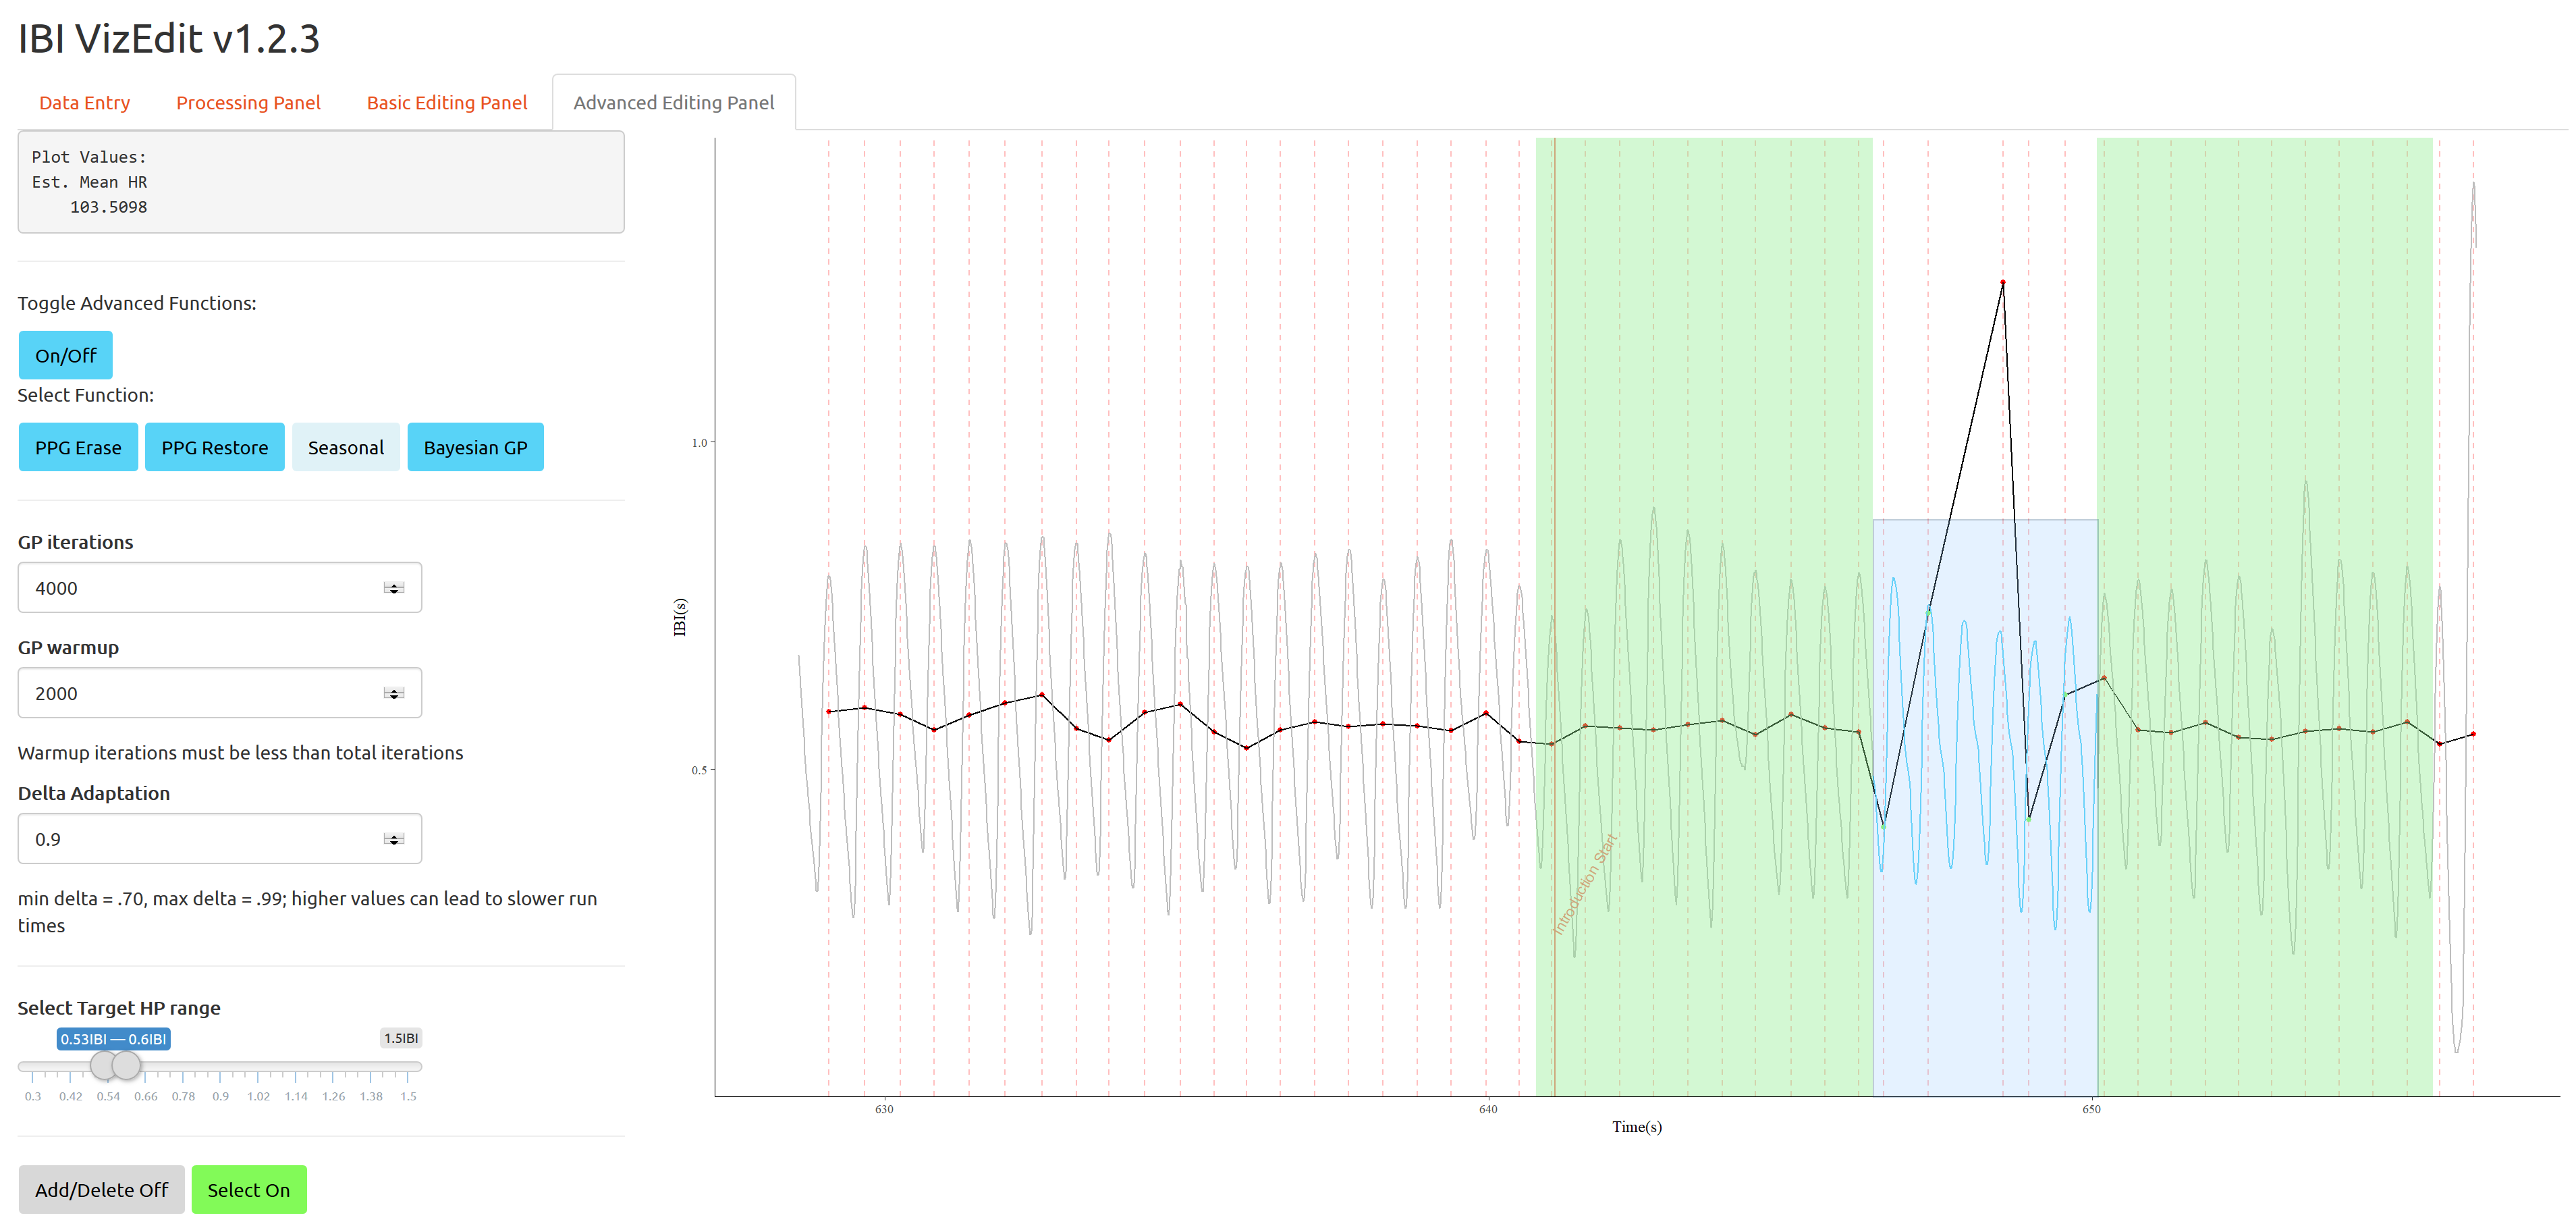 IBI VizEdit v1.2.3
Data Entry Processing Panel Basic Editing Panel Advanced Editing Panel
Plot Values:
Est. Mean HR
103.5098
Toggle Advanced Functions:
On/Off
Select Function:
PPG Erase PPG Restore Seasonal Bayesian GP
GP iterations
4000
GP warmup
2000
Warmup iterations must be less than total iterations
Delta Adaptation
0.9
min delta = .70, max delta = .99; higher values can lead to slower run
times
Select Target HP range
0.53IBI — 0.6IBI 1.5IBI
0.3 0.42 0.54 0.66 0.78 0.9 1.02 1.14 1.26 1.38 1.5
Add/Delete Off Select On
IBI(s)
1.0
0.5
Introduction Start
630 640 650
Time(s)